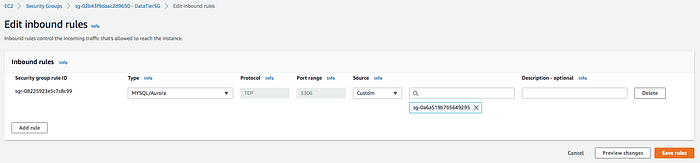 EC2 > Security Groups > sg-02b43f9daac2d9650 - DataTierSG > Edit inbound rules
Edit inbound rules Info
Inbound rules control the incoming traffic that's allowed to reach the instance.
Inbound rules Info
Security group rule ID Type Info Protocol Info Port range Info Source Info Description - optional Info
sgr-08225923e5c7c8c99 MYSQL/Aurora TCP 3306 Custom Delete
sg-0a6a519b7b5649295 ×
Add rule
Cancel Preview changes Save rules